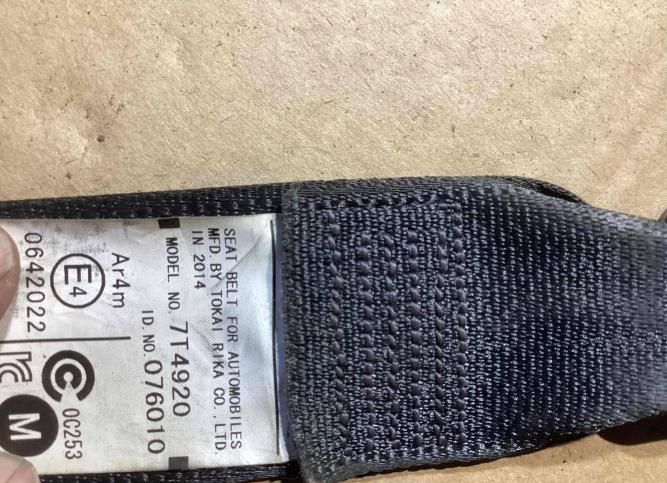 SEAT BELT FOR AUTOMOBILES
MFD. BY TOKAI RIKA CO., LTD.
IN 2014
MODEL NO. 7T4920
ID. NO. 076010
Ar4m
E4
0642022
0C253
M